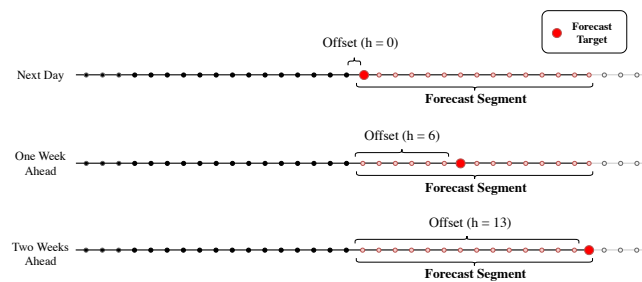 Forecast
Target
Offset (h = 0)
Next Day
Forecast Segment
Offset (h = 6)
One Week
Ahead
Forecast Segment
Offset (h = 13)
Two Weeks
Ahead
Forecast Segment